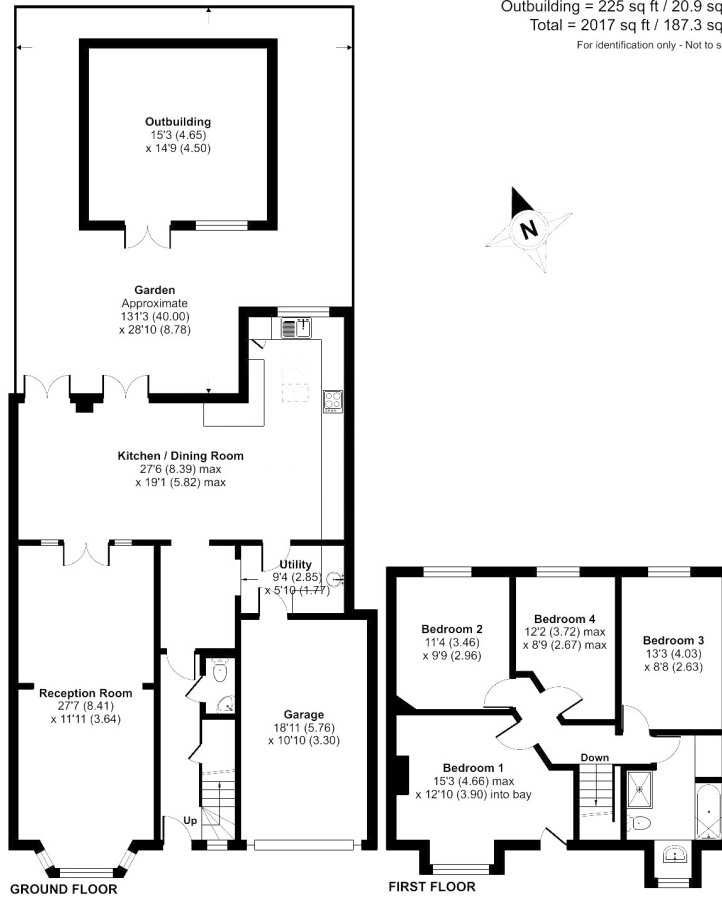 Outbuilding = 225 sq ft / 20.9 sq
Total = 2017 sq ft / 187.3 sq
For identification only - Not to s
Outbuilding
15'3 (4.65)
x 14'9 (4.50)
N
Garden
Approximate
131'3 (40.00)
x 28'10 (8.78)
Kitchen / Dining Room
27'6 (8.39) max
x 19'1 (5.82) max
Utility
9'4 (2.85)
x 5'10 (1.77)
Reception Room
27'7 (8.41)
x 11'11 (3.64)
Garage
18'11 (5.76)
x 10'10 (3.30)
Up
GROUND FLOOR
Bedroom 2
11'4 (3.46)
x 9'9 (2.96)
Bedroom 4
12'2 (3.72) max
x 8'9 (2.67) max
Bedroom 3
13'3 (4.03)
x 8'8 (2.63)
Bedroom 1
15'3 (4.66) max
x 12'10 (3.90) into bay
Down
FIRST FLOOR